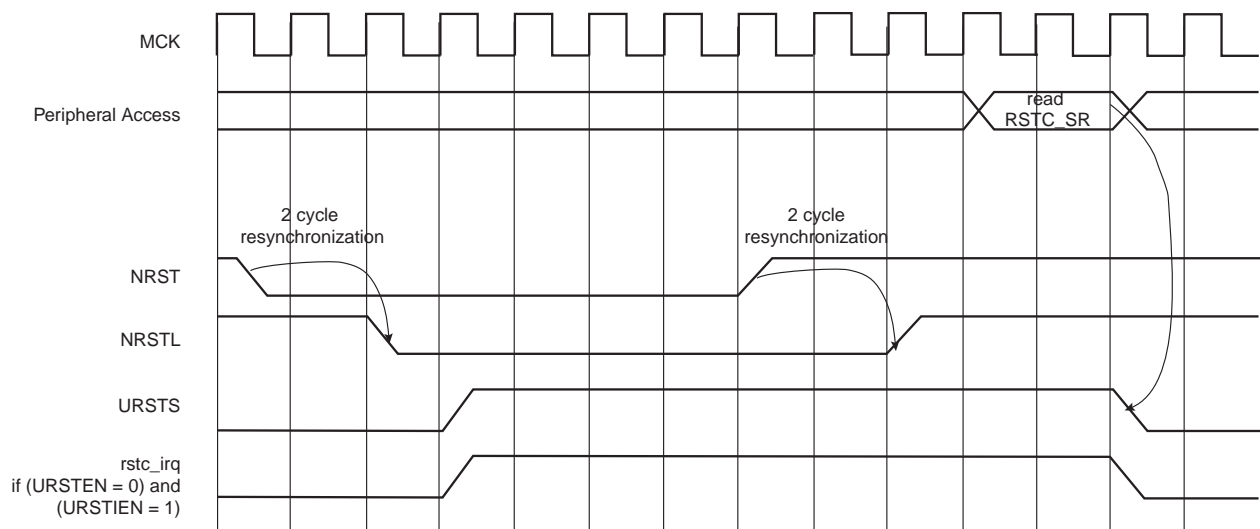 MCK
Peripheral Access
read
RSTC_SR
2 cycle
resynchronization
2 cycle
resynchronization
NRST
NRSTL
URSTS
rstc_irq
if (URSTEN = 0) and
(URSTIEN = 1)